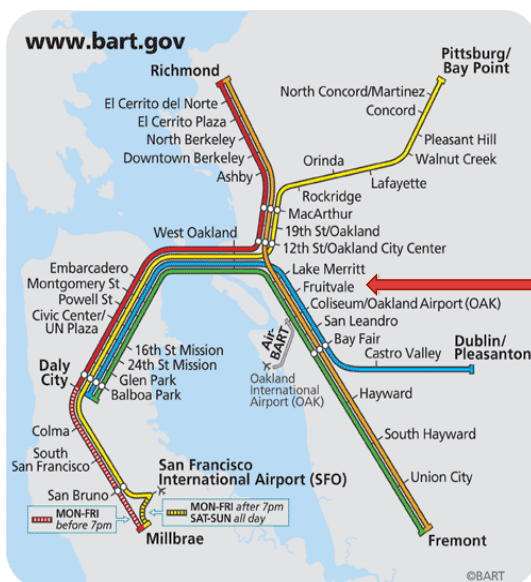 www.bart.gov
Richmond
Pittsburg/
Bay Point
El Cerrito del Norte
El Cerrito Plaza
North Berkeley
Downtown Berkeley
Ashby
North Concord/Martinez
Concord
Pleasant Hill
Walnut Creek
Lafayette
Orinda
Rockridge
MacArthur
19th St/Oakland
12th St/Oakland City Center
West Oakland
Lake Merritt
Fruitvale
Coliseum/Oakland Airport (OAK)
San Leandro
Bay Fair
Castro Valley
Dublin/
Pleasanton
Embarcadero
Montgomery St
Powell St
Civic Center/
UN Plaza
16th St Mission
24th St Mission
Glen Park
Balboa Park
Daly
City
Air-
BART
Oakland
International
Airport (OAK)
Hayward
South Hayward
Union City
Fremont
Colma
South
San Francisco
San Bruno
San Francisco
International Airport (SFO)
MON-FRI
before 7pm
MON-FRI after 7pm
SAT-SUN all day
Millbrae
©BART